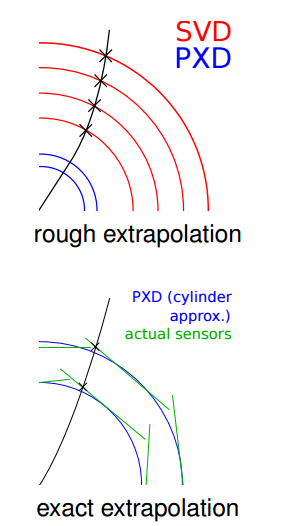 SVD
PXD
rough extrapolation
PXD (cylinder
approx.)
actual sensors
exact extrapolation